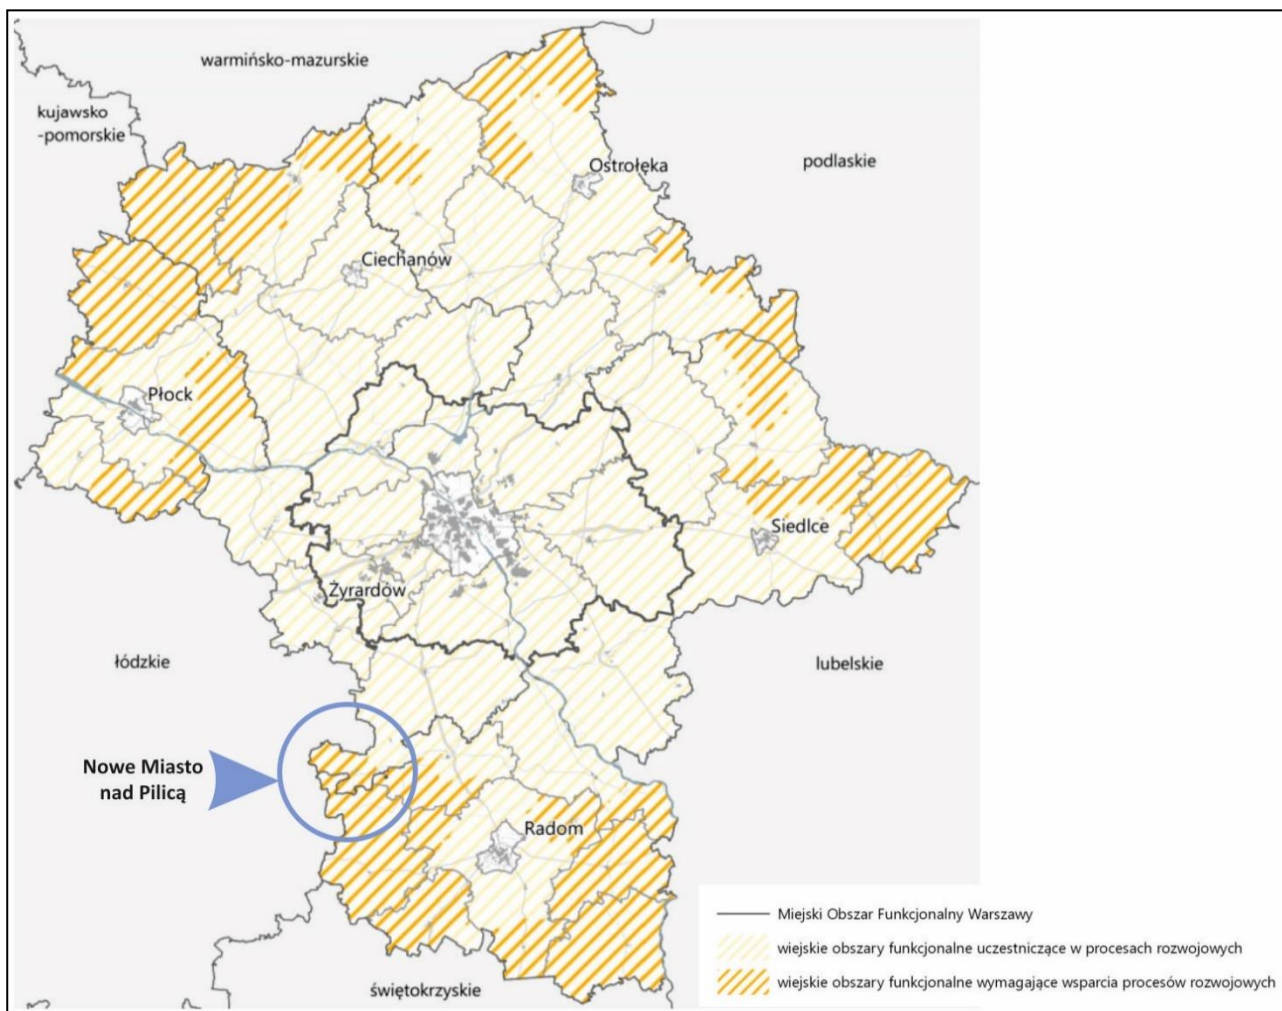 warmińsko-mazurskie
kujawsko
-pomorskie
podlaskie
Ostrołęka
Ciechanów
Płock
Siedlce
Żyrardów
łódzkie
lubelskie
Nowe Miasto
nad Pilicą
Radom
świętokrzyskie
Miejski Obszar Funkcjonalny Warszawy
wiejskie obszary funkcjonalne uczestniczące w procesach rozwojowych
wiejskie obszary funkcjonalne wymagające wsparcia procesów rozwojowych